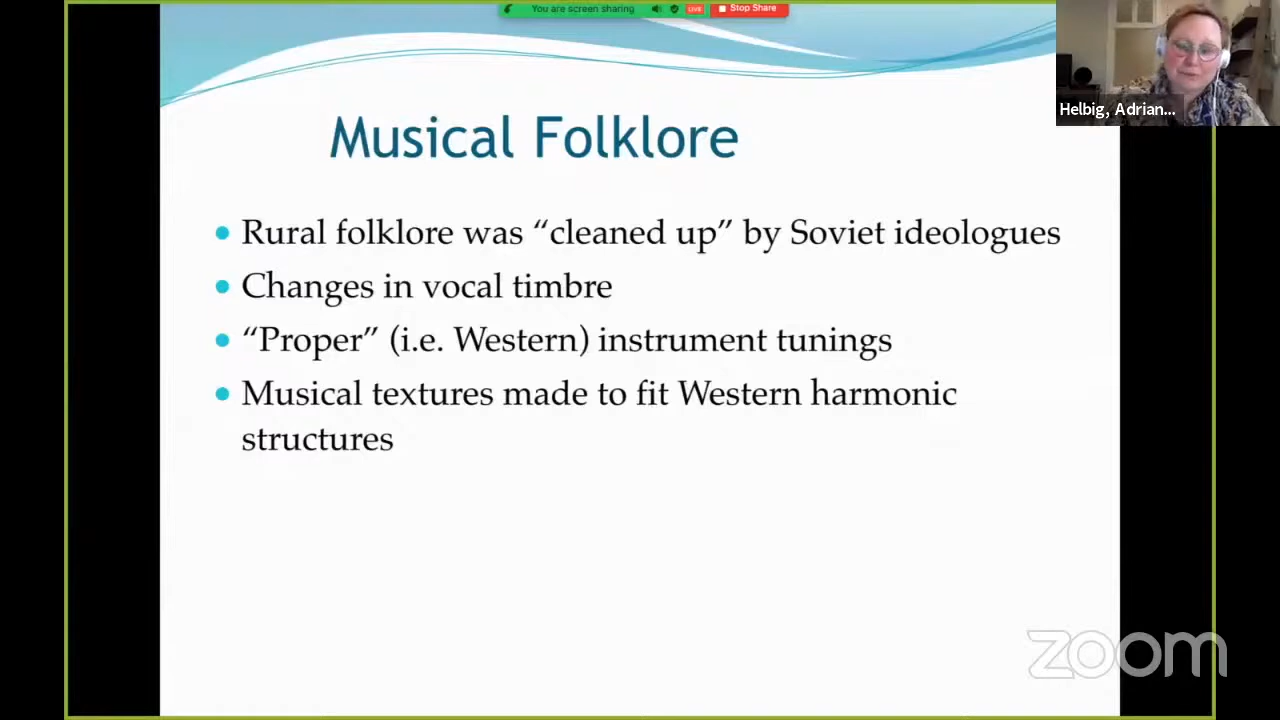 You are screen sharing LIVE Stop Share
Helbig, Adrian...
Musical Folklore
Rural folklore was “cleaned up” by Soviet ideologues
Changes in vocal timbre
“Proper” (i.e. Western) instrument tunings
Musical textures made to fit Western harmonic
structures
zoom